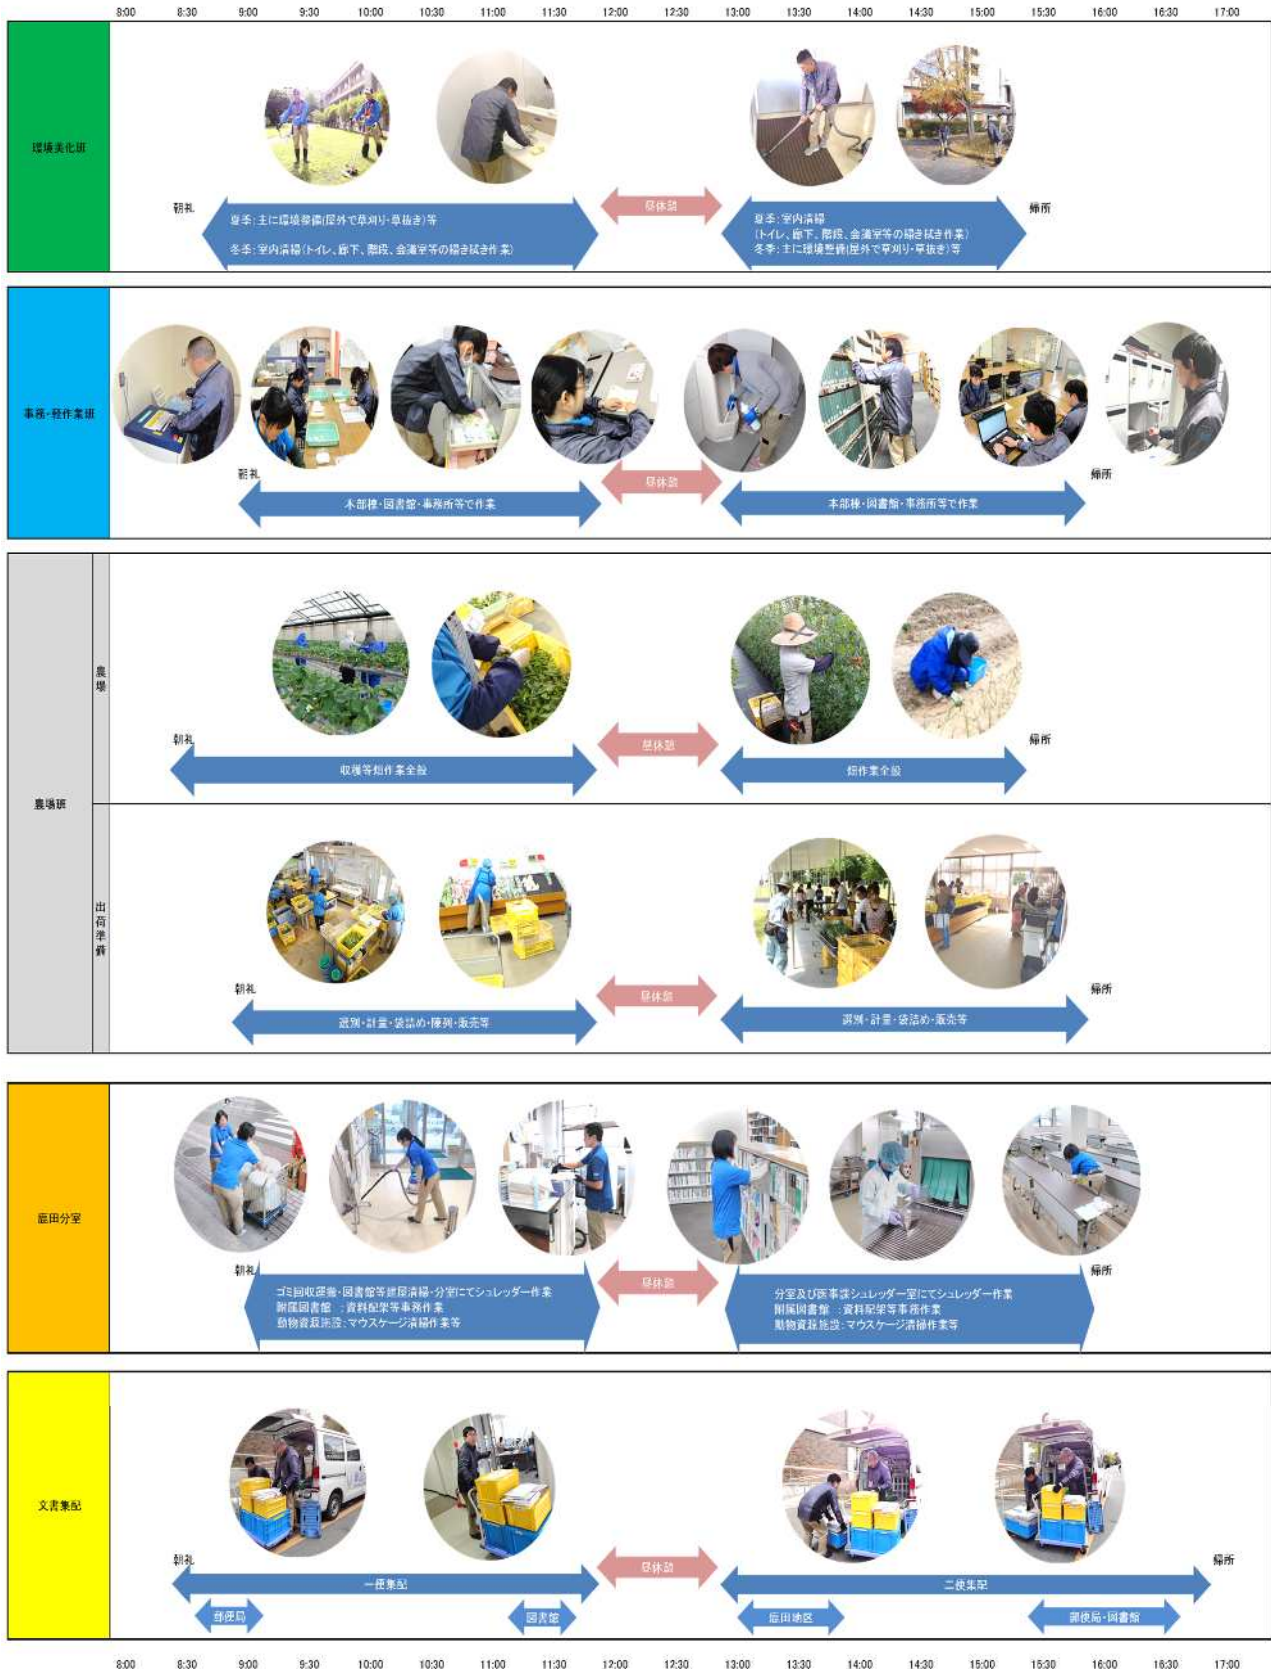 8:00 8:30 9:00 9:30 10:00 10:30 11:00 11:30 12:00 12:30 13:00 13:30 14:00 14:30 15:00 15:30 16:00 16:30 17:00
環境美化班
朝礼
夏季:主に環境整備(屋外で草刈り・草抜き)等
冬季:室内清掃(トイレ、廊下、階段、会議室等の掃き拭き作業)
昼休憩
夏季:室内清掃
(トイレ、廊下、階段、会議室等の掃き拭き作業)
冬季:主に環境整備(屋外で草刈り・草抜き)等
帰所
事務・軽作業班
朝礼
本部棟・図書館・事務所等で作業
昼休憩
本部棟・図書館・事務所等で作業
帰所
農場班
農場
朝礼
収穫等畑作業全般
昼休憩
畑作業全般
帰所
出荷準備
朝礼
選別・計量・袋詰め・陳列・販売等
昼休憩
選別・計量・袋詰め・販売等
帰所
鹿田分室
朝礼
ゴミ回収運搬・図書館等建屋清掃・分室にてシュレッダー作業
附属図書館 :資料配架等事務作業
動物資源施設:マウスケージ清掃作業等
昼休憩
分室及び医事課シュレッダー室にてシュレッダー作業
附属図書館 :資料配架等事務作業
動物資源施設:マウスケージ清掃作業等
帰所
文書集配
朝礼
一便集配
昼休憩
二便集配
帰所
郵便局
図書館
鹿田地区
郵便局・図書館
8:00 8:30 9:00 9:30 10:00 10:30 11:00 11:30 12:00 12:30 13:00 13:30 14:00 14:30 15:00 15:30 16:00 16:30 17:00